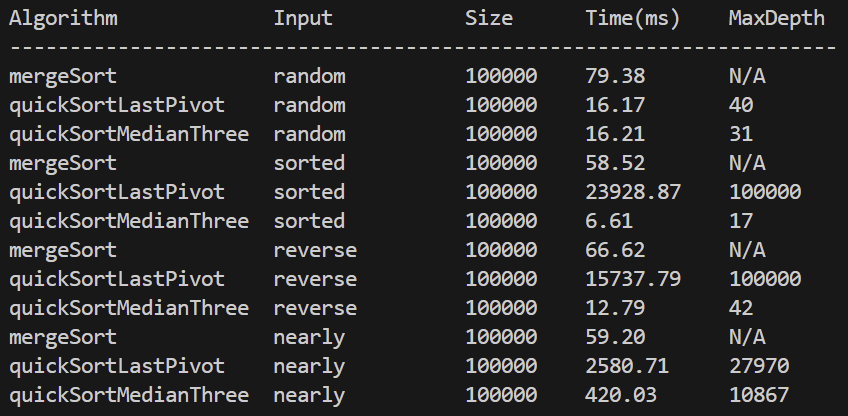 Algorithm Input Size Time(ms) MaxDepth
---------------------------------------------------------------------
mergeSort random 100000 79.38 N/A
quickSortLastPivot random 100000 16.17 40
quickSortMedianThree random 100000 16.21 31
mergeSort sorted 100000 58.52 N/A
quickSortLastPivot sorted 100000 23928.87 100000
quickSortMedianThree sorted 100000 6.61 17
mergeSort reverse 100000 66.62 N/A
quickSortLastPivot reverse 100000 15737.79 100000
quickSortMedianThree reverse 100000 12.79 42
mergeSort nearly 100000 59.20 N/A
quickSortLastPivot nearly 100000 2580.71 27970
quickSortMedianThree nearly 100000 420.03 10867